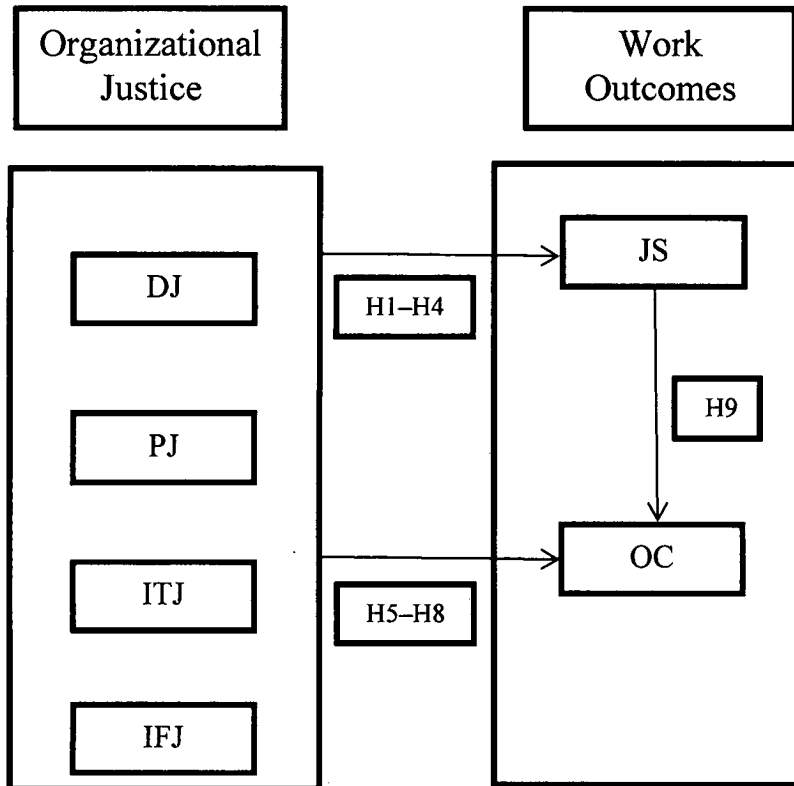 Organizational
Justice
Work
Outcomes
DJ
PJ
ITJ
IFJ
H1–H4
H5–H8
JS
H9
OC